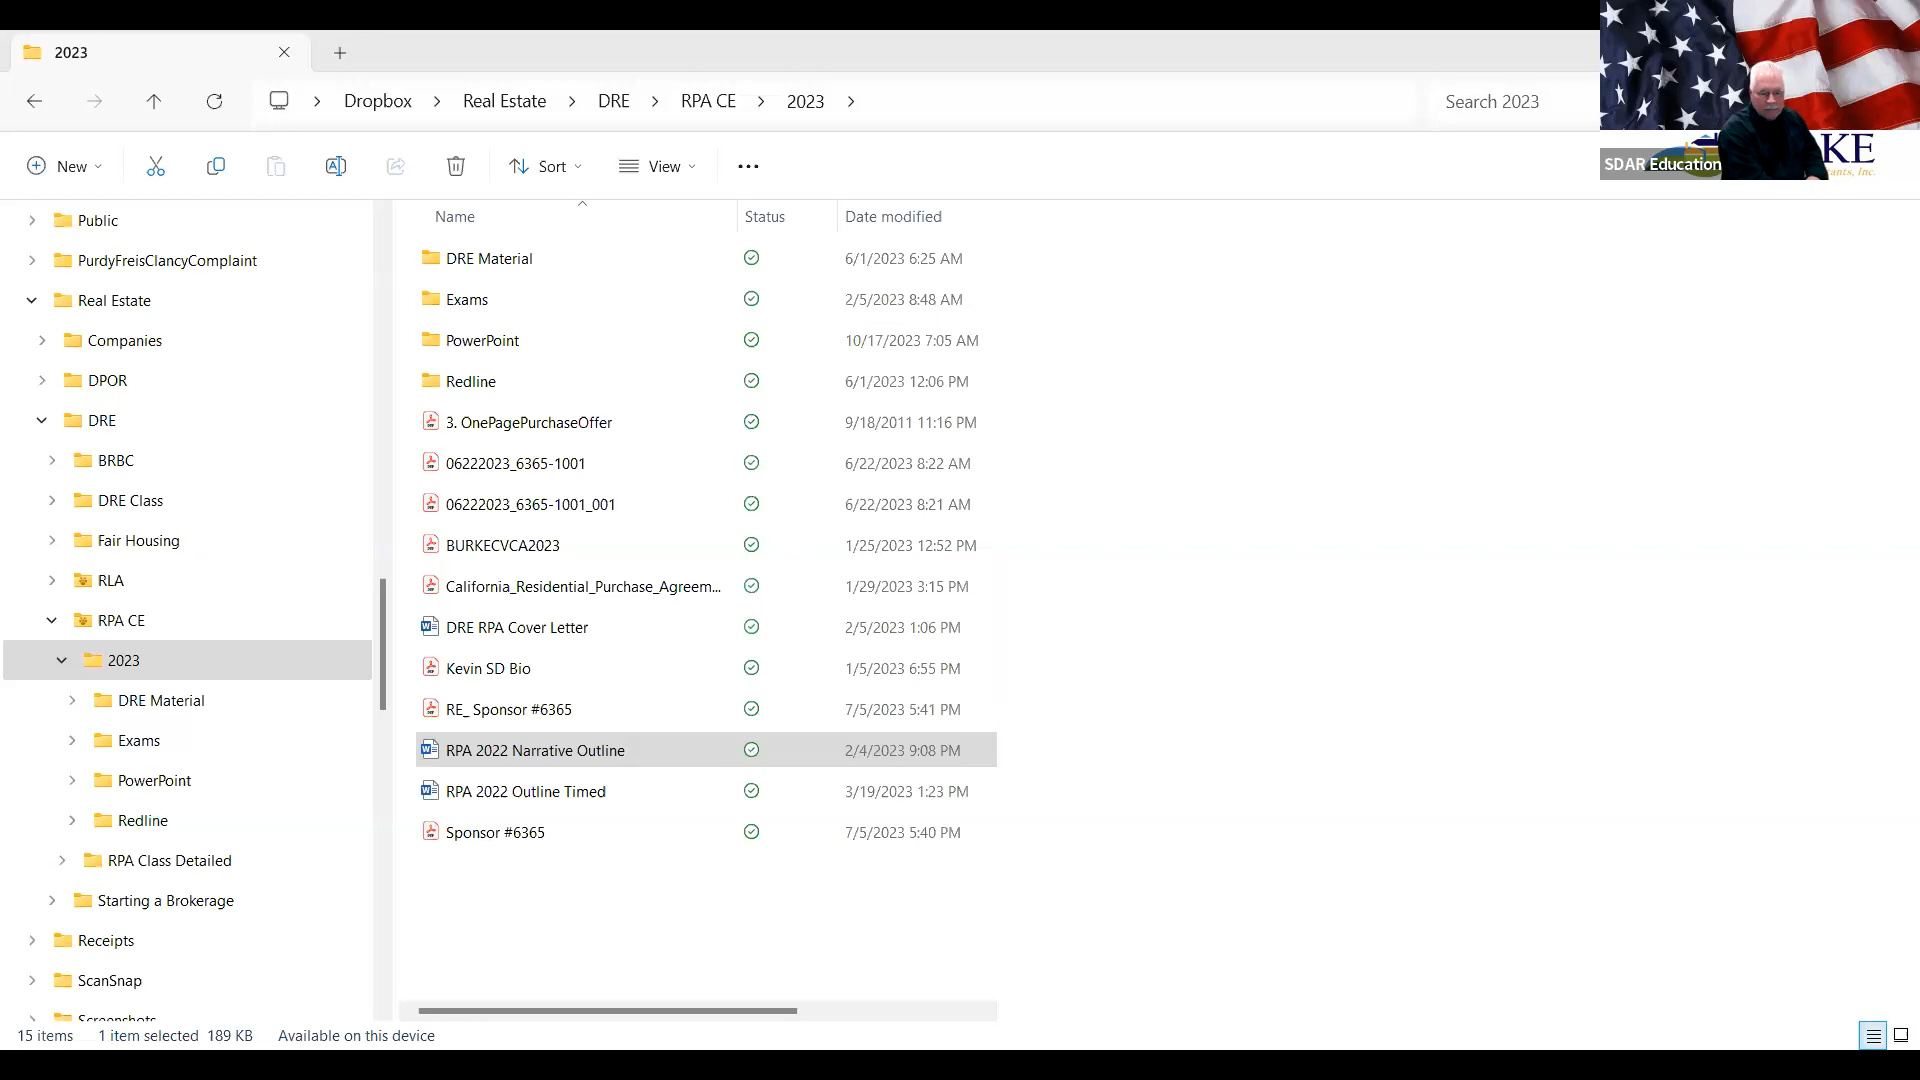 2023
Dropbox
Real Estate
DRE
RPA CE
2023
Search 2023
KE
SDAR Education
ants, Inc.
New
Sort
View
Public
PurdyFreisClancyComplaint
Real Estate
Companies
DPOR
DRE
BRBC
DRE Class
Fair Housing
RLA
RPA CE
2023
DRE Material
Exams
PowerPoint
Redline
RPA Class Detailed
Starting a Brokerage
Receipts
ScanSnap
Screenshots
Name Status Date modified
DRE Material 6/1/2023 6:25 AM
Exams 2/5/2023 8:48 AM
PowerPoint 10/17/2023 7:05 AM
Redline 6/1/2023 12:06 PM
3. OnePagePurchaseOffer 9/18/2011 11:16 PM
06222023_6365-1001 6/22/2023 8:22 AM
06222023_6365-1001_001 6/22/2023 8:21 AM
BURKECVCA2023 1/25/2023 12:52 PM
California_Residential_Purchase_Agreem... 1/29/2023 3:15 PM
DRE RPA Cover Letter 2/5/2023 1:06 PM
Kevin SD Bio 1/5/2023 6:55 PM
RE_ Sponsor #6365 7/5/2023 5:41 PM
RPA 2022 Narrative Outline 2/4/2023 9:08 PM
RPA 2022 Outline Timed 3/19/2023 1:23 PM
Sponsor #6365 7/5/2023 5:40 PM
15 items 1 item selected 189 KB Available on this device